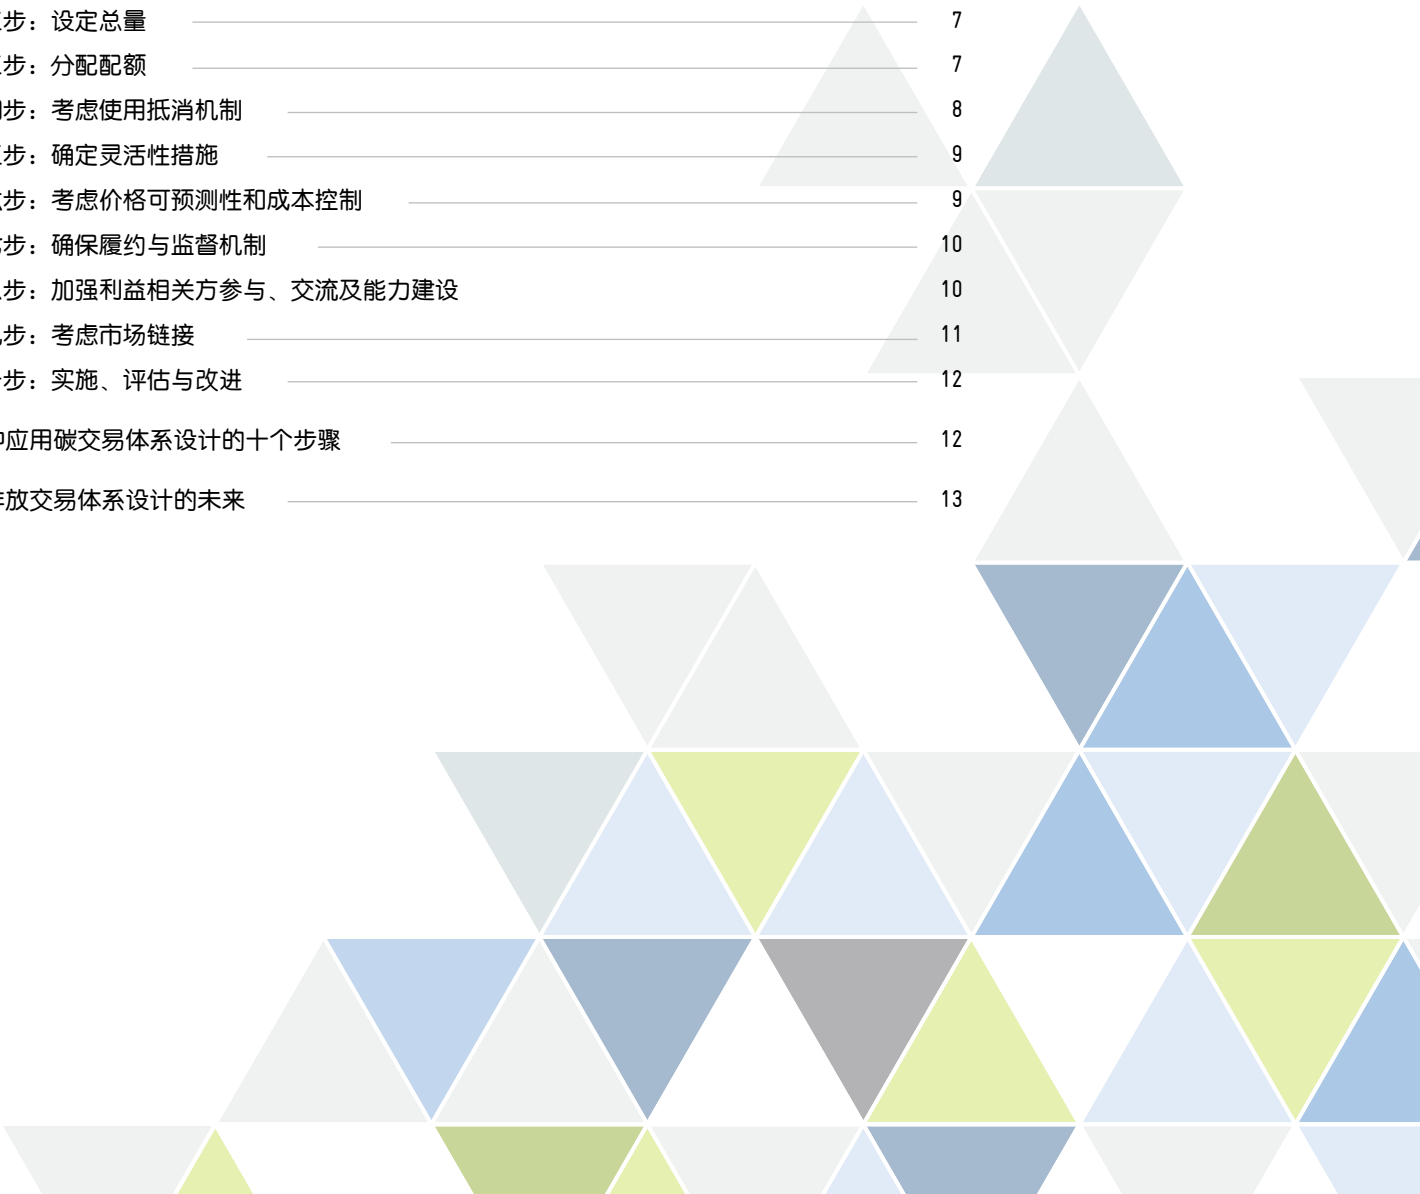 步：设定总量 7
步：分配配额 7
步：考虑使用抵消机制 8
步：确定灵活性措施 9
步：考虑价格可预测性和成本控制 9
步：确保履约与监督机制 10
步：加强利益相关方参与、交流及能力建设 10
步：考虑市场链接 11
步：实施、评估与改进 12
应用碳交易体系设计的十个步骤 12
放交易体系设计的未来 13